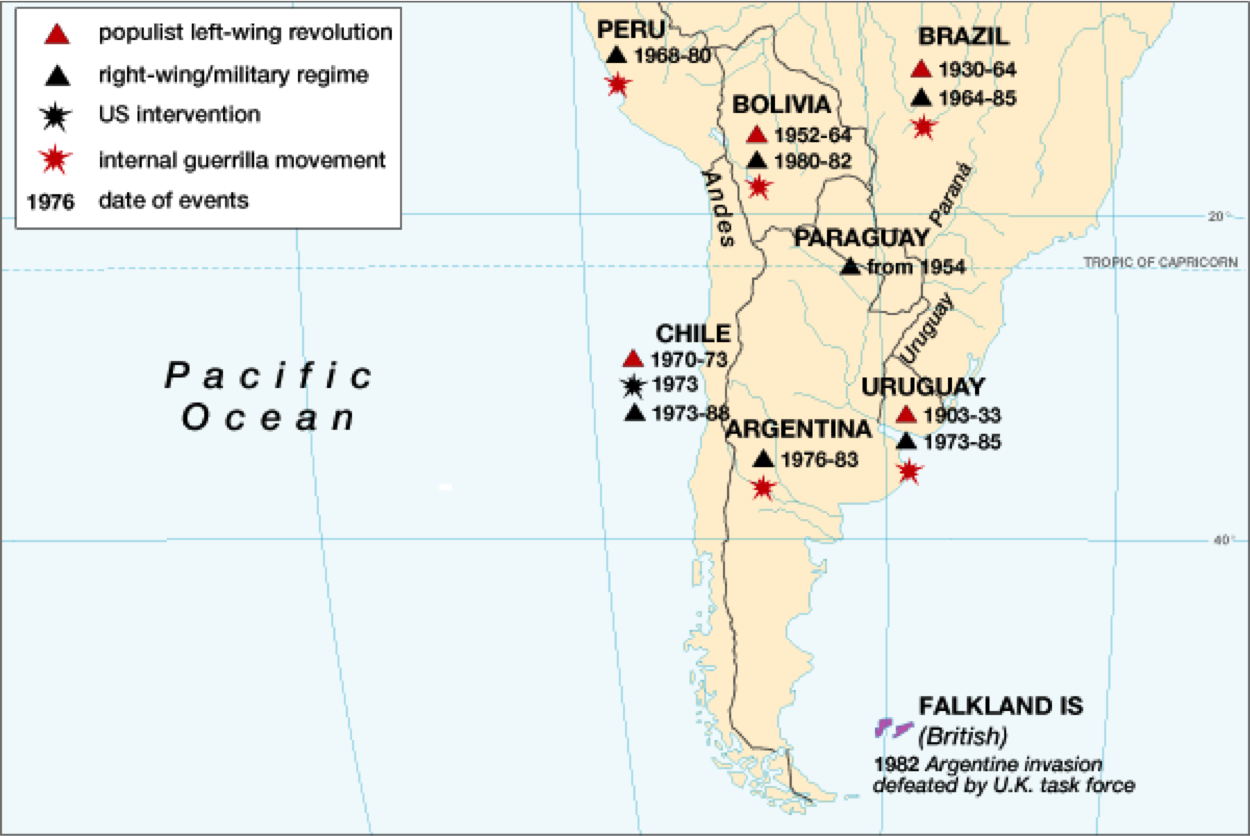 populist left-wing revolution
right-wing/military regime
US intervention
internal guerrilla movement
1976 date of events
PERU
1968-80
BRAZIL
1930-64
1964-85
BOLIVIA
1952-64
1980-82
Andes
Paraná
20°
PARAGUAY
from 1954
TROPIC OF CAPRICORN
Uruguay
CHILE
1970-73
1973
1973-88
Pacific
Ocean
URUGUAY
1903-33
1973-85
ARGENTINA
1976-83
40°
FALKLAND IS
(British)
1982 Argentine invasion
defeated by U.K. task force